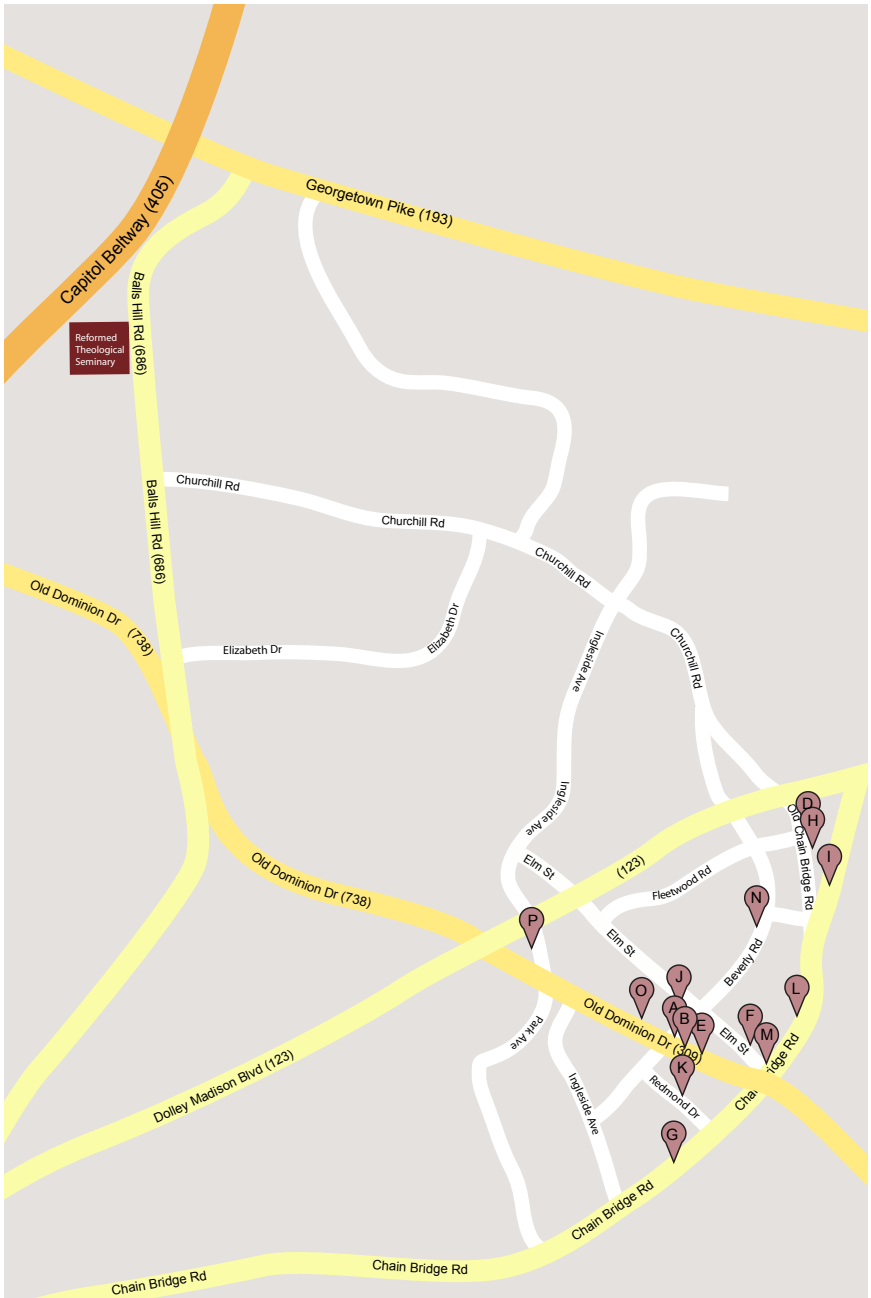 Georgetown Pike (193)
Capitol Beltway (405)
Balls Hill Rd (686)
Reformed
Theological
Seminary
Churchill Rd
Churchill Rd
Balls Hill Rd (686)
Churchill Rd
Old Dominion Dr (738)
Elizabeth Dr
Elizabeth Dr
Ingleside Ave
Churchill Rd
Ingleside Ave
D
Old Chain Bridge Rd
H
I
Elm St
(123)
Old Dominion Dr (738)
Fleetwood Rd
N
P
Elm St
Beverly Rd
J
O
L
A
B
E
F
M
Old Dominion Dr (309)
Elm St
Park Ave
Chain Bridge Rd
K
Redmond Dr
Dolley Madison Blvd (123)
Ingleside Ave
G
Chain Bridge Rd
Chain Bridge Rd
Chain Bridge Rd